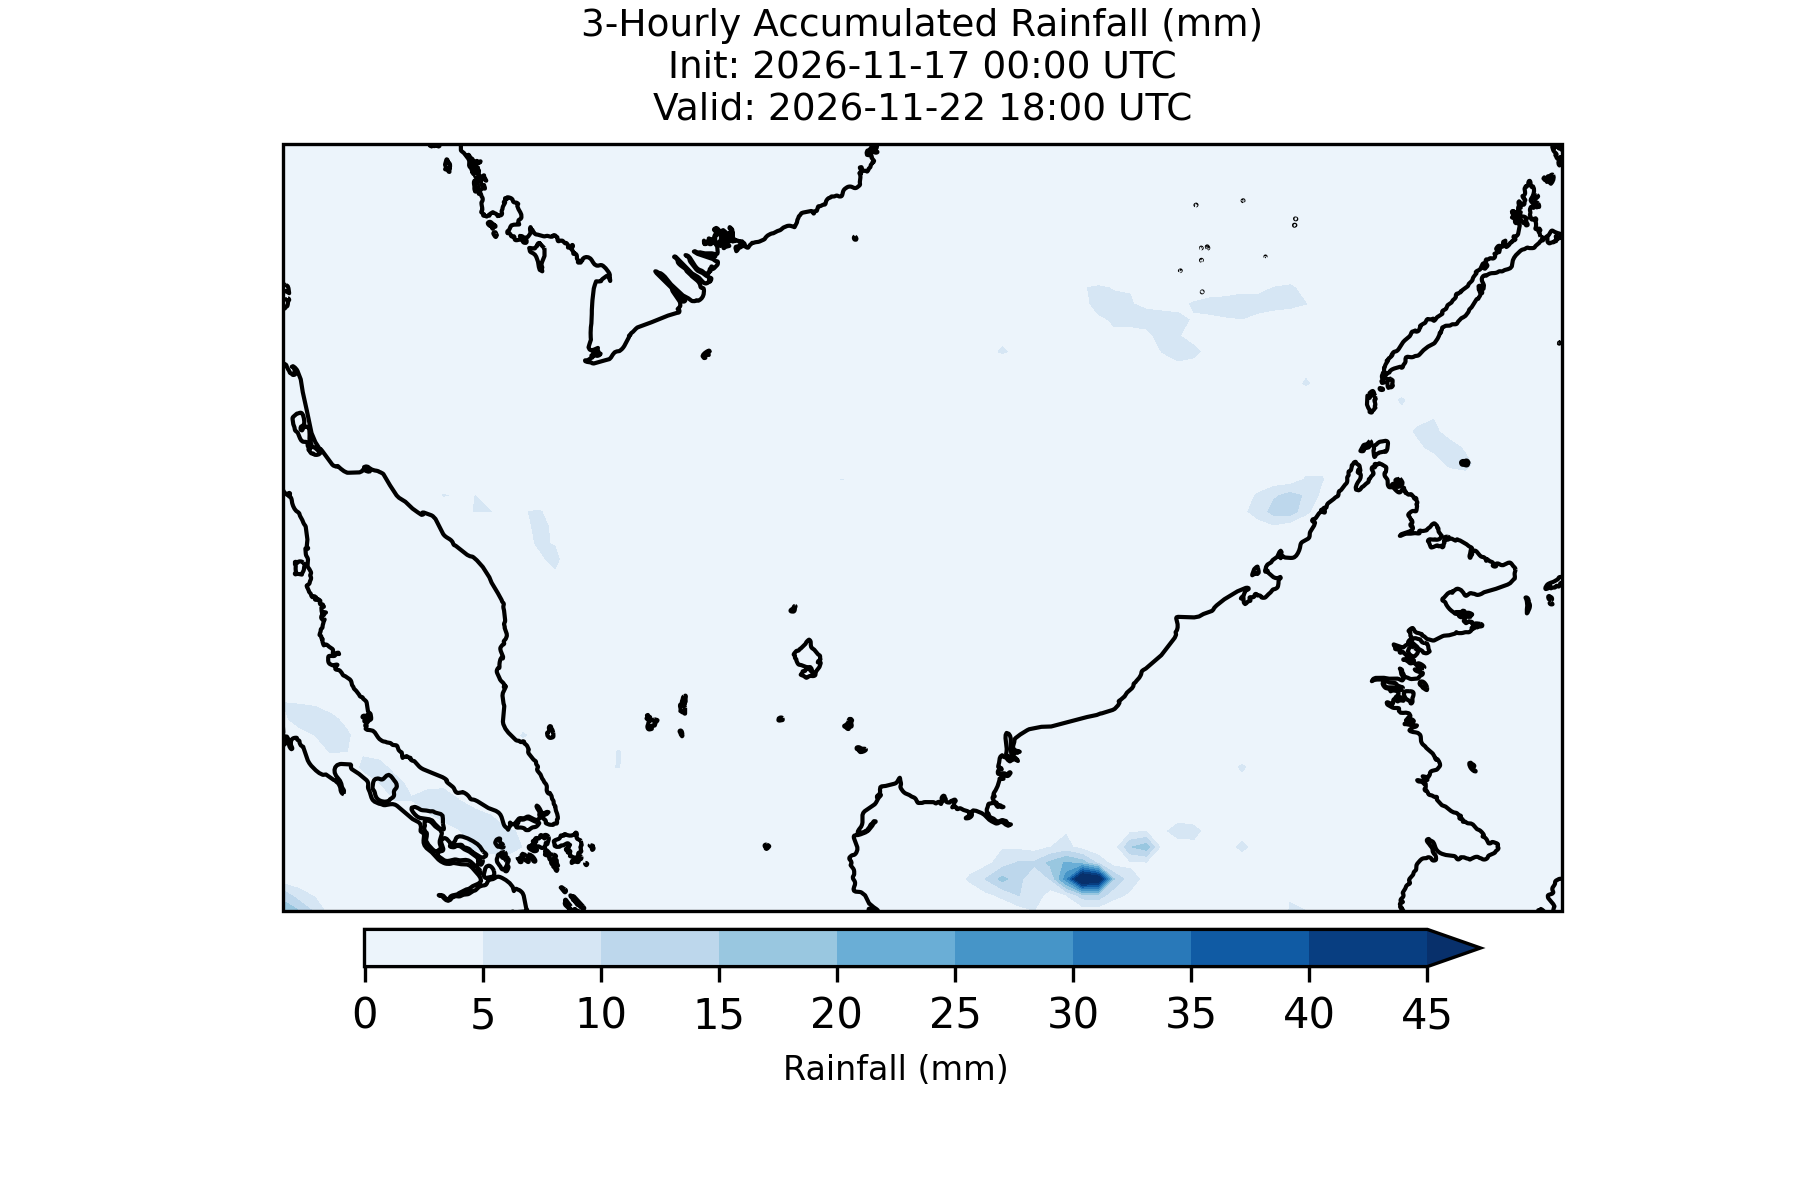 3-Hourly Accumulated Rainfall (mm)
Init: 2026-11-17 00:00 UTC
Valid: 2026-11-22 18:00 UTC
0 5 10 15 20 25 30 35 40 45
Rainfall (mm)